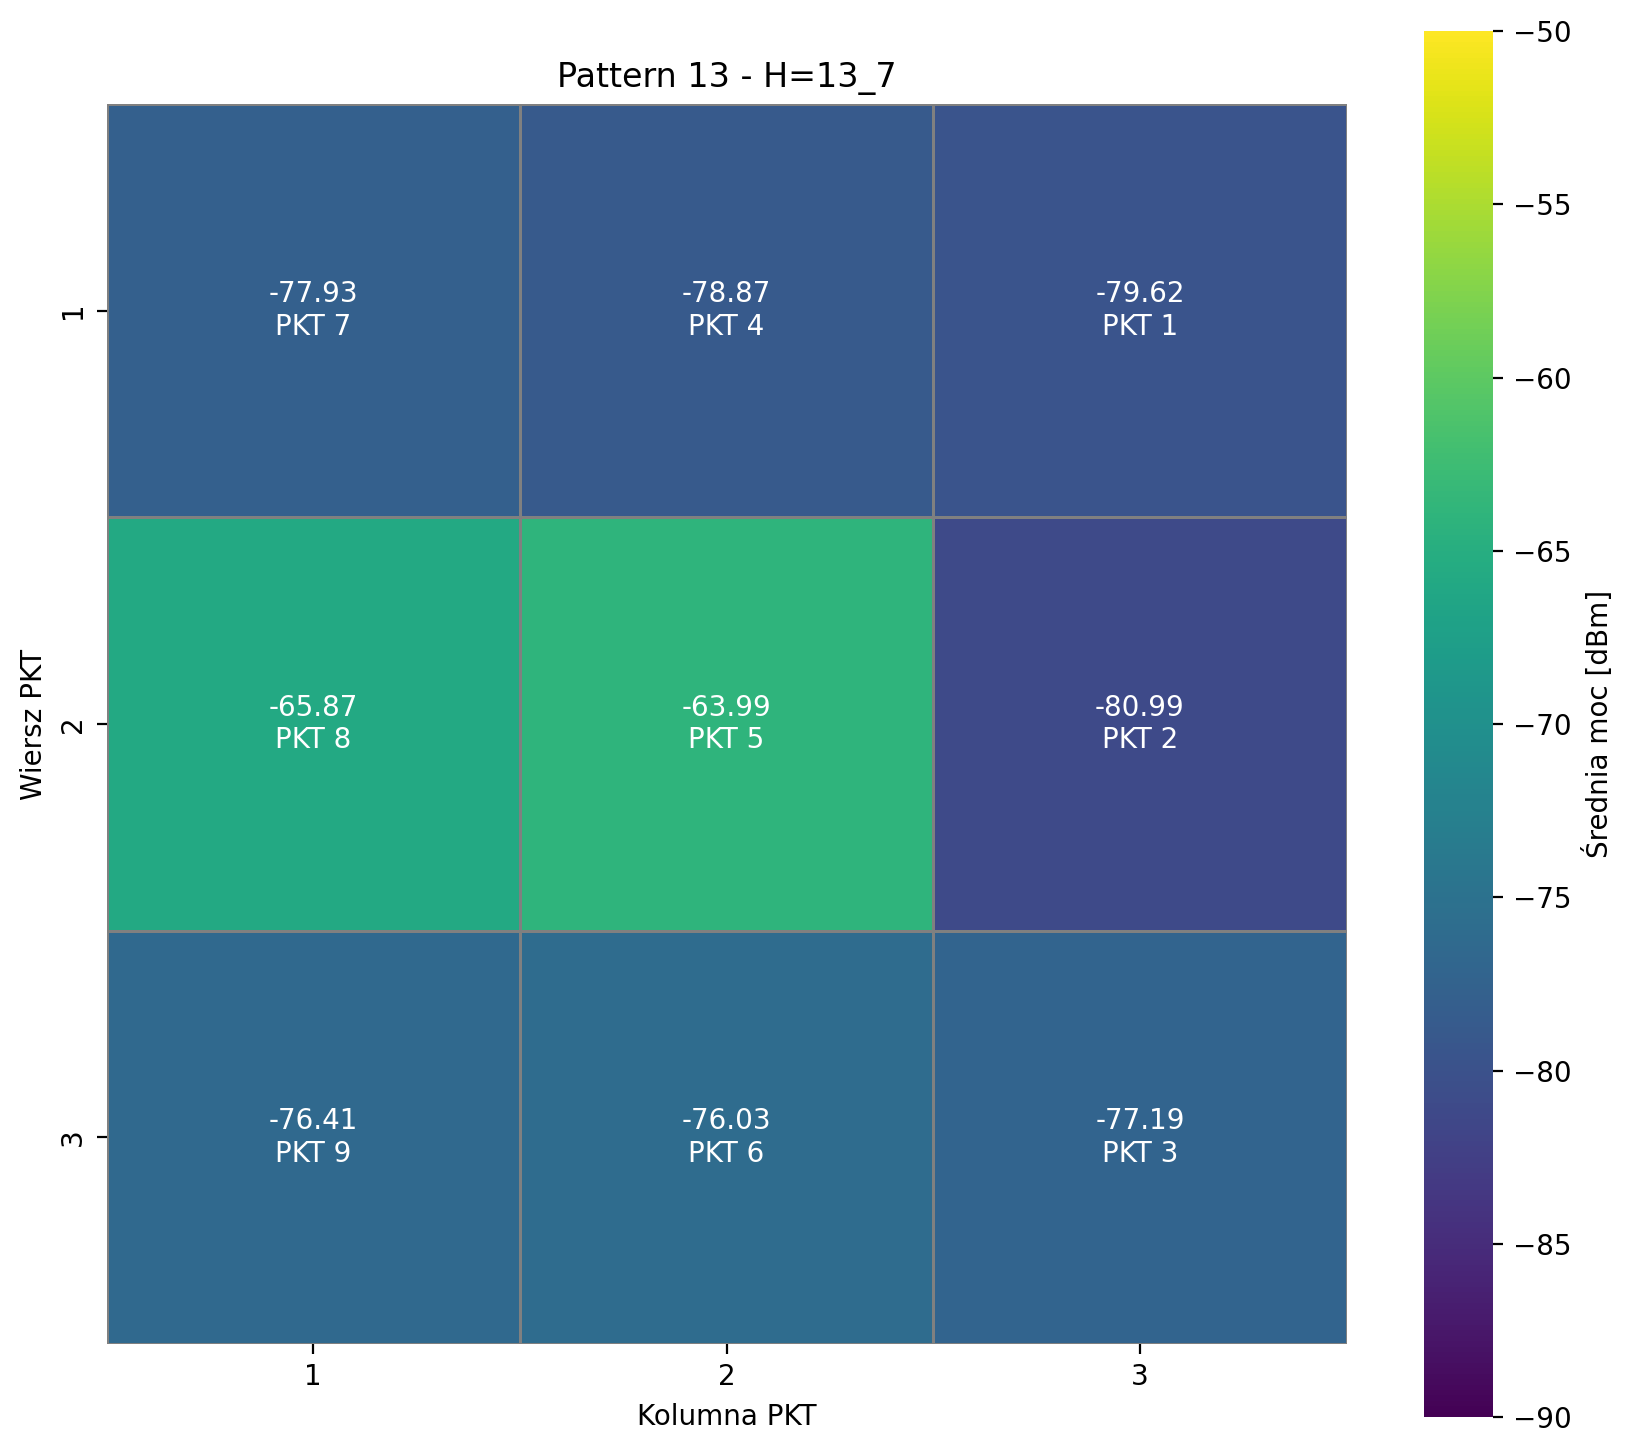 Pattern 13 - H=13_7
-77.93
PKT 7
-78.87
PKT 4
-79.62
PKT 1
-65.87
PKT 8
-63.99
PKT 5
-80.99
PKT 2
-76.41
PKT 9
-76.03
PKT 6
-77.19
PKT 3
1
2
3
Wiersz PKT
1
2
3
Kolumna PKT
−50
−55
−60
−65
−70
−75
−80
−85
−90
Średnia moc [dBm]